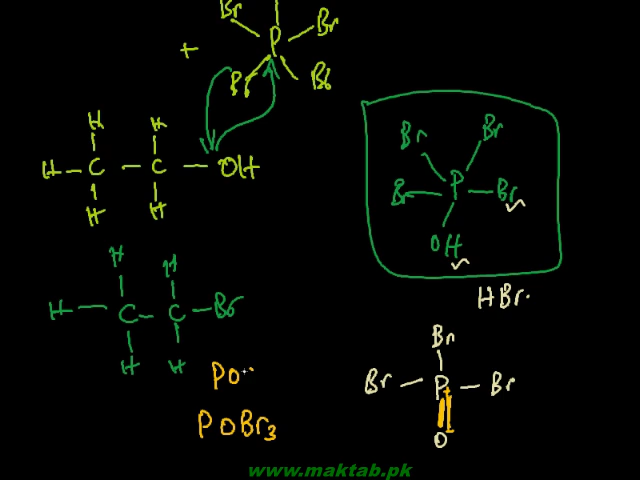 Br
P Br
+
Br Br
H H
H — C — C — OH
H H
Br Br
Br P Br
OH
HBr.
H H
H — C — C — Br
H H
Br
Br — P — Br
O
PO
POBr3
www.maktab.pk